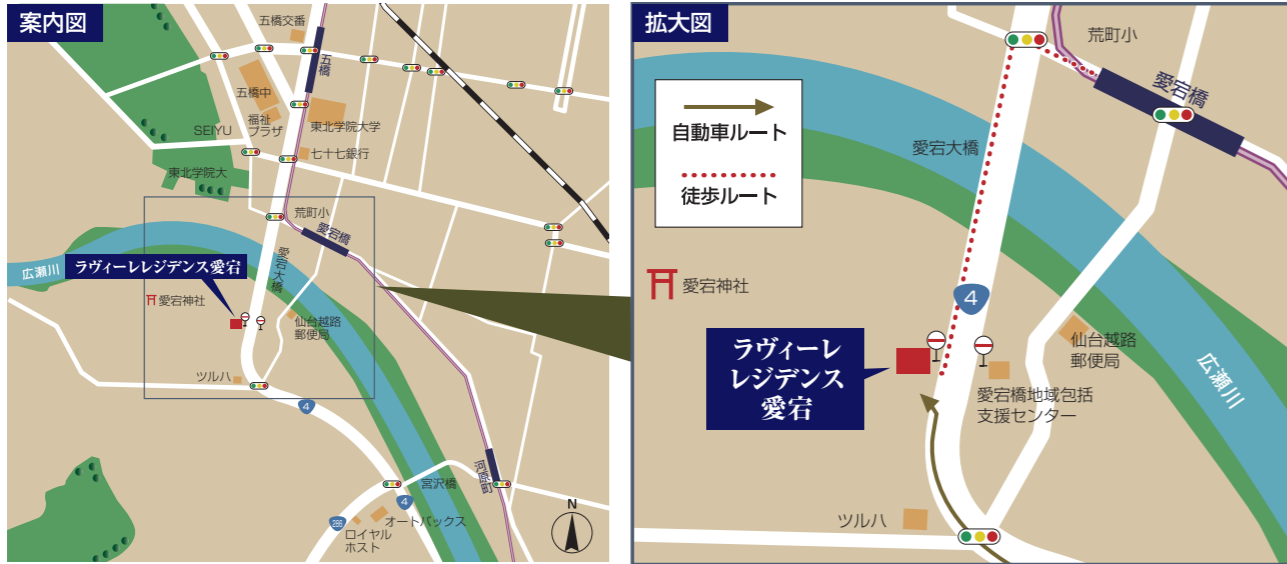 案内図
五橋交番
五橋
五橋中
福祉
プラザ
東北学院大学
SEIYU
七十七銀行
東北学院大
荒町小
愛宕橋
愛宕大橋
広瀬川
ラヴィーレレジデンス愛宕
愛宕神社
仙台越路
郵便局
ツルハ
4
河原町
宮沢橋
4
286
オートバックス
ロイヤル
ホスト
N
拡大図
荒町小
愛宕橋
自動車ルート
徒歩ルート
愛宕大橋
愛宕神社
4
ラヴィーレ
レジデンス
愛宕
仙台越路
郵便局
愛宕橋地域包括
支援センター
広瀬川
ツルハ